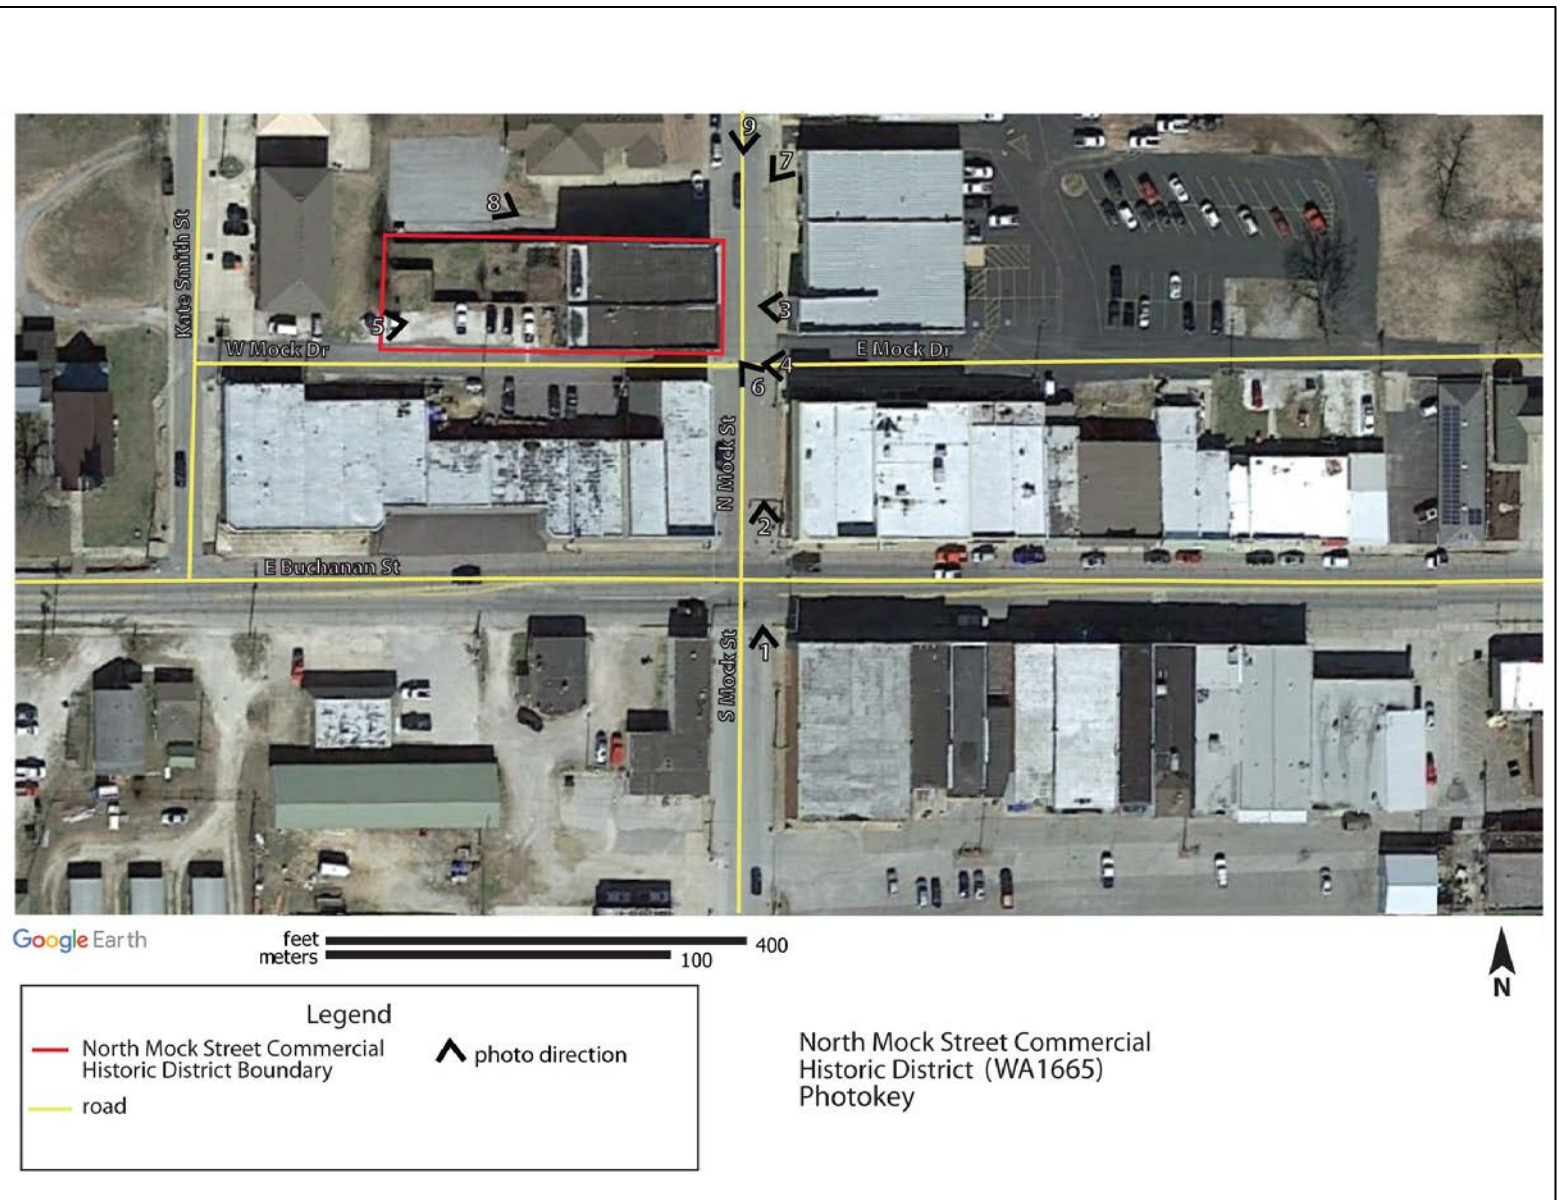 9
7
8
Kate Smith St
3
5
W Mock Dr
E Mock Dr
4
6
N Mock St
2
E Buchanan St
1
S Mock St
Google Earth
feet
400
meters
100
N
Legend
North Mock Street Commercial
Historic District Boundary
photo direction
road
North Mock Street Commercial
Historic District (WA1665)
Photokey